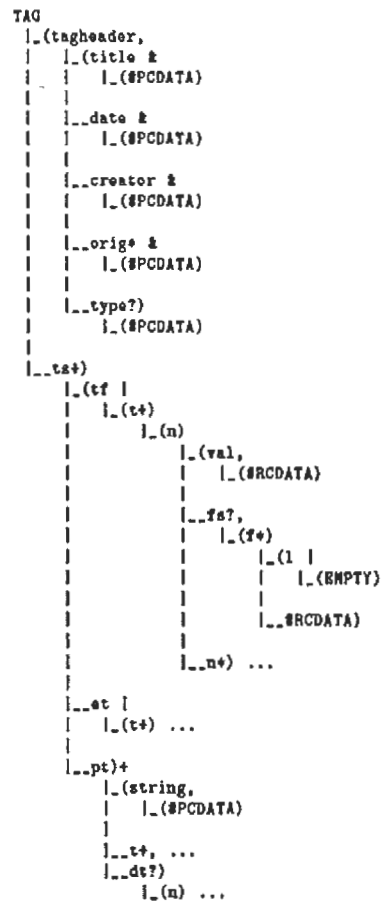 TAG
|_(tagheader,
| |_(title &
| | |_(#PCDATA)
| |
| |__date &
| | |_(#PCDATA)
| |
| |__creator &
| | |_(#PCDATA)
| |
| |__orig* &
| | |_(#PCDATA)
| |
| |__type?)
| |_(#PCDATA)
|
|
|__ts+)
|_(tf |
| |_(t+)
| |_(n)
| |_(val,
| | |_(#RCDATA)
| |
| |__fs?,
| | |_(f+)
| | |_(l |
| | | |_(EMPTY)
| | |
| | |__#RCDATA)
| |
| |__n*) ...
|
|
|__et |
| |_(t+) ...
|
|__pt)+
|_(string,
| |_(#PCDATA)
|
|__t+, ...
|__dt?)
|_(n) ...